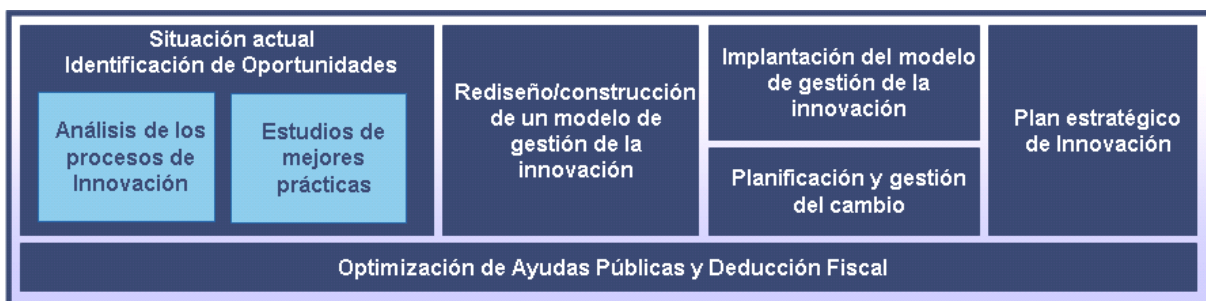 Situación actual
Identificación de Oportunidades
Análisis de los
procesos de
Innovación
Estudios de
mejores
prácticas
Rediseño/construcción
de un modelo de
gestión de la
innovación
Implantación del modelo
de gestión de la
innovación
Planificación y gestión
del cambio
Plan estratégico
de Innovación
Optimización de Ayudas Públicas y Deducción Fiscal